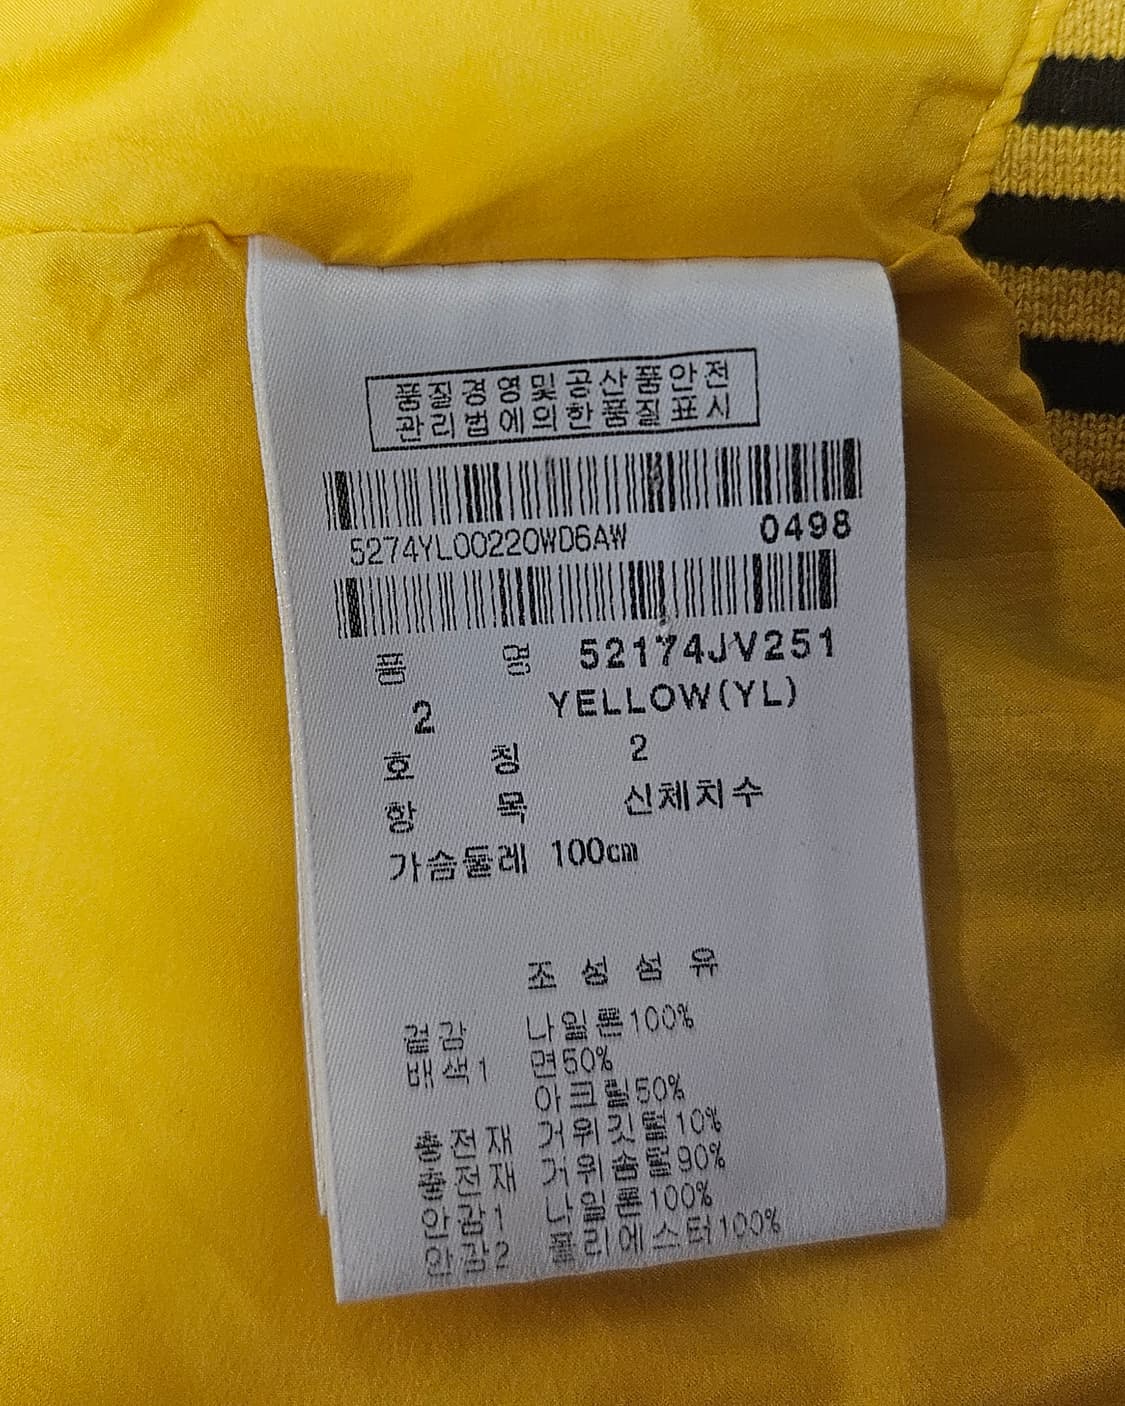 품질경영및공산품안전
관리법에의한품질표시
5274YL00220WD6AW 0498
품 명 52174JV251
2 YELLOW(YL)
호 칭 2
항 목 신체치수
가슴둘레 100cm
조성섬유
겉감 나일론100%
배색1 면50%
아크릴50%
충전재 거위깃털10%
충전재 거위솜털90%
안감1 나일론100%
안감2 폴리에스터100%